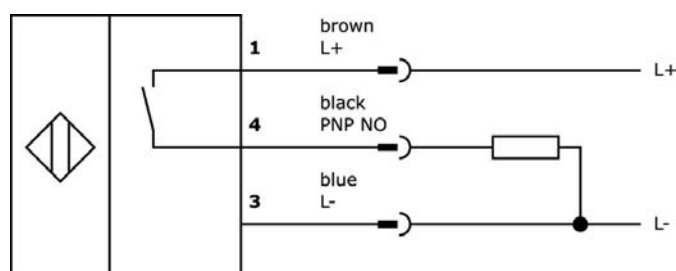 brown
1 L+
L+
black
4 PNP NO
blue
3 L-
L-